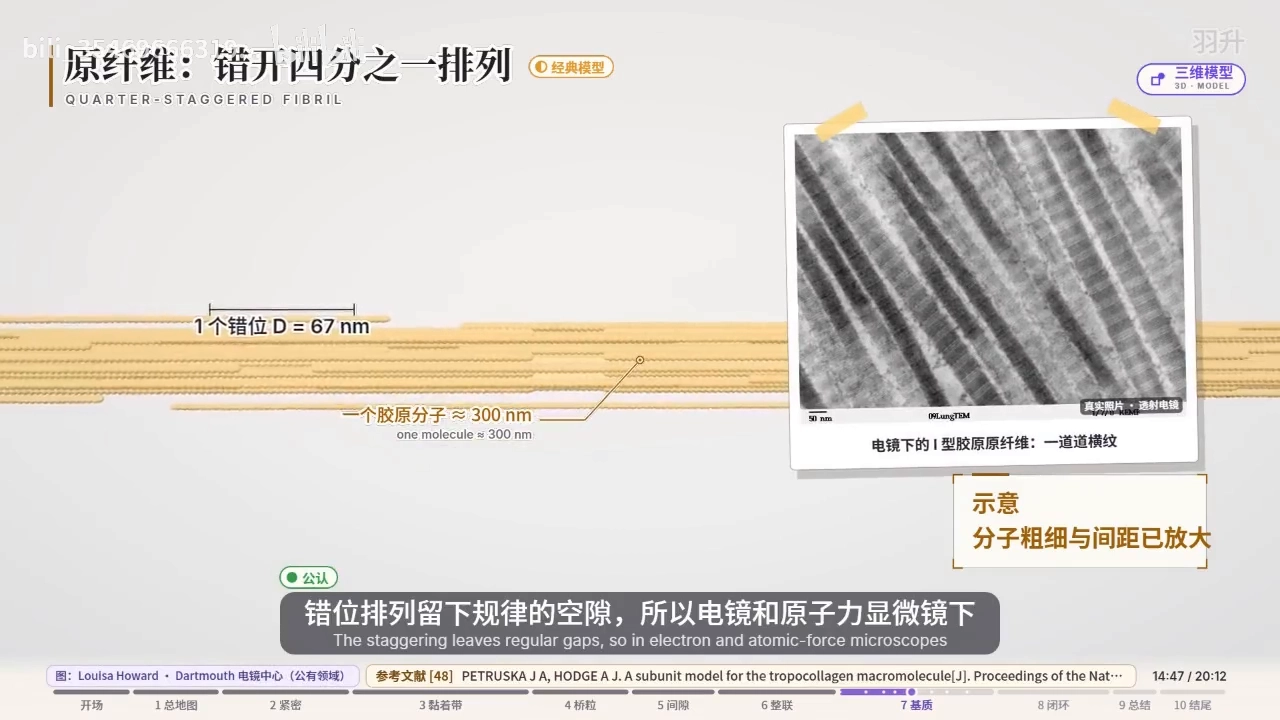 羽升
原纤维：错开四分之一排列
经典模型
QUARTER-STAGGERED FIBRIL
三维模型
3D · MODEL
1 个错位 D = 67 nm
一个胶原分子 ≈ 300 nm
one molecule ≈ 300 nm
50 nm
09LungTEM
真实照片 · 透射电镜
电镜下的 I 型胶原原纤维：一道道横纹
示意
分子粗细与间距已放大
公认
错位排列留下规律的空隙，所以电镜和原子力显微镜下
The staggering leaves regular gaps, so in electron and atomic-force microscopes
图：Louisa Howard · Dartmouth 电镜中心（公有领域）
参考文献 [48] PETRUSKA J A, HODGE A J. A subunit model for the tropocollagen macromolecule[J]. Proceedings of the Nat···
14:47 / 20:12
开场
1 总地图
2 紧密
3 黏着带
4 桥粒
5 间隙
6 整联
7 基质
8 闭环
9 总结
10 结尾